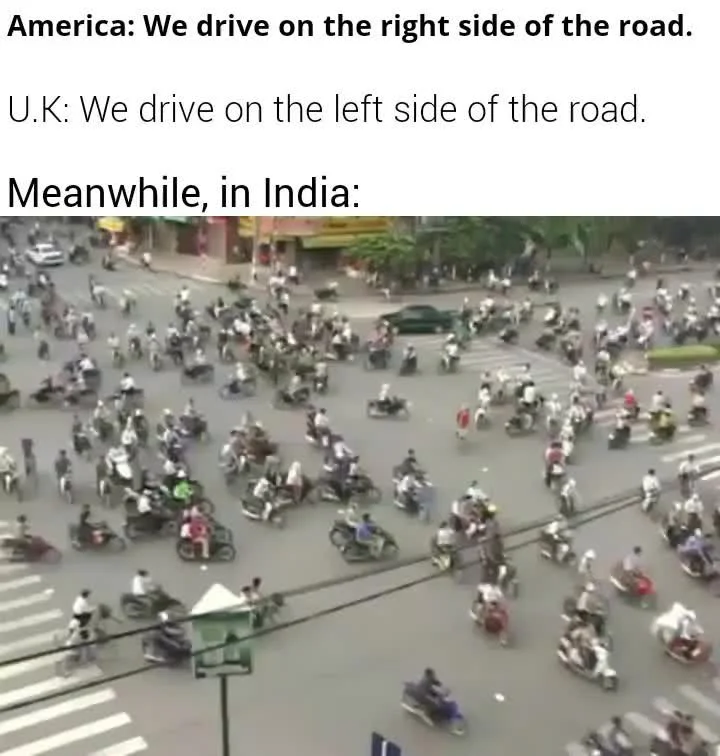 America: We drive on the right side of the road.
U.K: We drive on the left side of the road.
Meanwhile, in India: